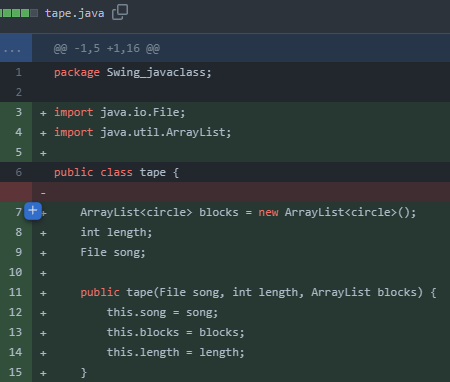 tape.java
... @@ -1,5 +1,16 @@
1 package Swing_javaclass;
2
3 + import java.io.File;
4 + import java.util.ArrayList;
5 +
6 public class tape {
-
7 + ArrayList<circle> blocks = new ArrayList<circle>();
8 + int length;
9 + File song;
10 +
11 + public tape(File song, int length, ArrayList blocks) {
12 + this.song = song;
13 + this.blocks = blocks;
14 + this.length = length;
15 + }